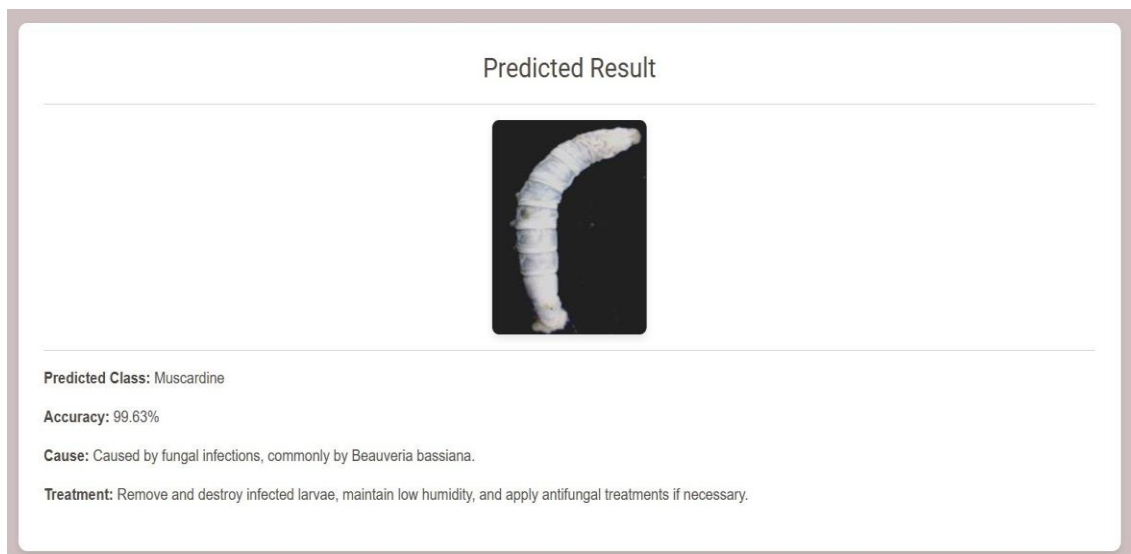 Predicted Result
Predicted Class: Muscardine
Accuracy: 99.63%
Cause: Caused by fungal infections, commonly by Beauveria bassiana.
Treatment: Remove and destroy infected larvae, maintain low humidity, and apply antifungal treatments if necessary.